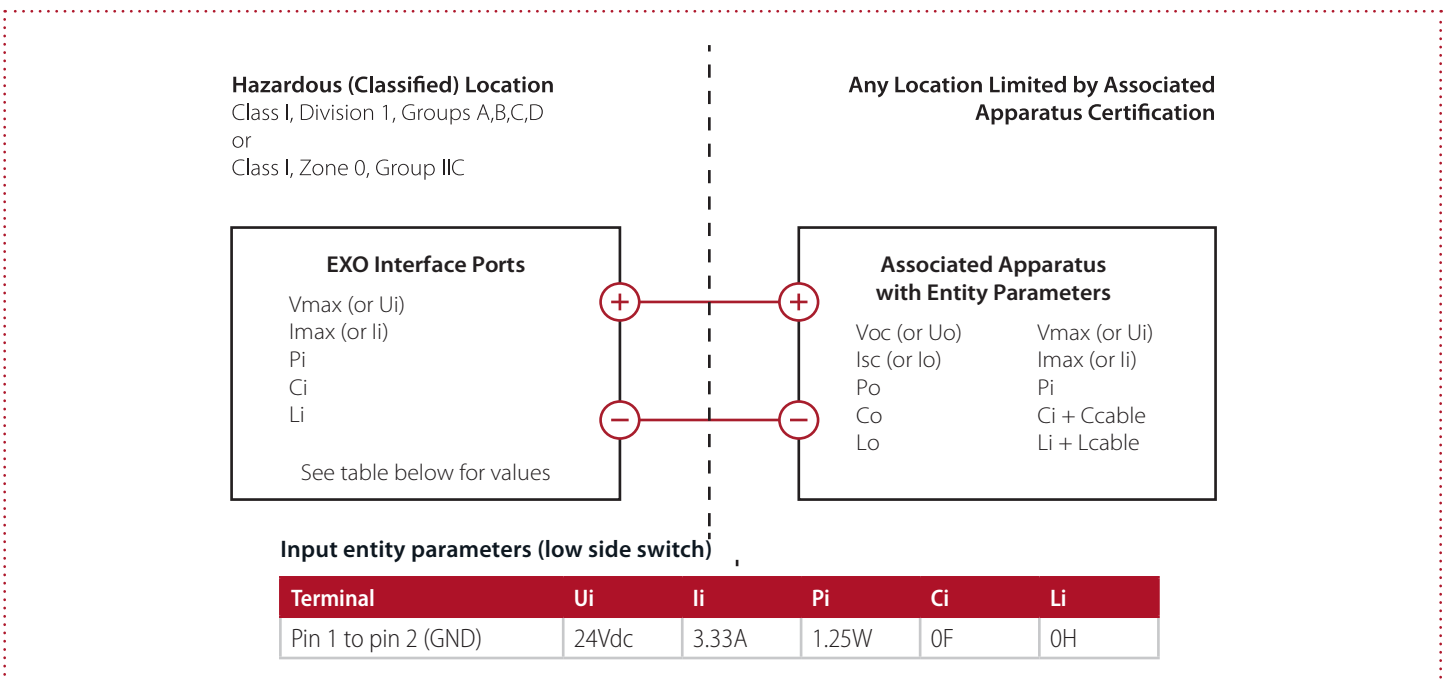 Hazardous (Classified) Location
Class I, Division 1, Groups A,B,C,D
or
Class I, Zone 0, Group IIC
Any Location Limited by Associated
Apparatus Certification
EXO Interface Ports
Vmax (or Ui)
Imax (or Ii)
Pi
Ci
Li
See table below for values
+
−
+
−
Associated Apparatus
with Entity Parameters
Voc (or Uo) Vmax (or Ui)
Isc (or Io) Imax (or Ii)
Po Pi
Co Ci + Ccable
Lo Li + Lcable
Input entity parameters (low side switch)
Terminal Ui Ii Pi Ci Li
Pin 1 to pin 2 (GND) 24Vdc 3.33A 1.25W 0F 0H